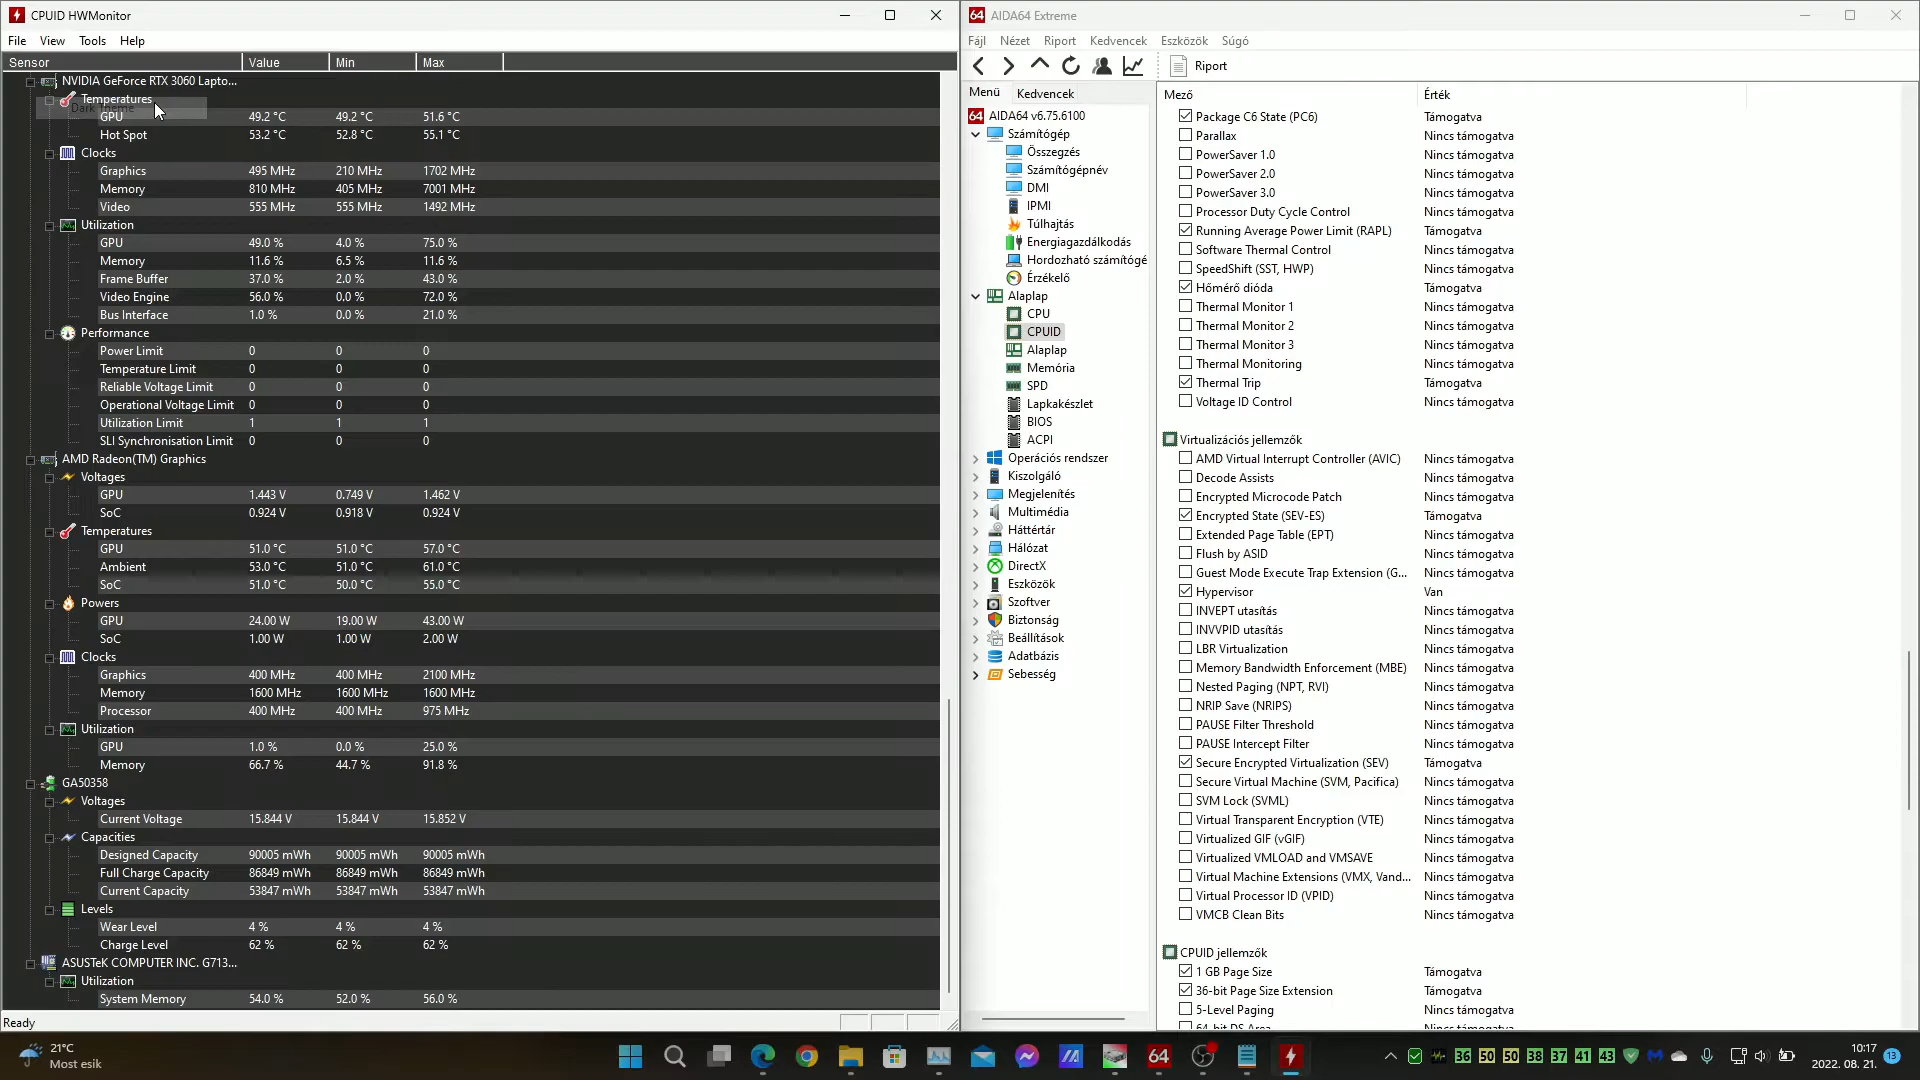 CPUID HWMonitor
File View Tools Help
Sensor Value Min Max
NVIDIA GeForce RTX 3060 Lapto...
Temperatures
Dark Theme
GPU 49.2 °C 49.2 °C 51.6 °C
Hot Spot 53.2 °C 52.8 °C 55.1 °C
Clocks
Graphics 495 MHz 210 MHz 1702 MHz
Memory 810 MHz 405 MHz 7001 MHz
Video 555 MHz 555 MHz 1492 MHz
Utilization
GPU 49.0 % 4.0 % 75.0 %
Memory 11.6 % 6.5 % 11.6 %
Frame Buffer 37.0 % 2.0 % 43.0 %
Video Engine 56.0 % 0.0 % 72.0 %
Bus Interface 1.0 % 0.0 % 21.0 %
Performance
Power Limit 0 0 0
Temperature Limit 0 0 0
Reliable Voltage Limit 0 0 0
Operational Voltage Limit 0 0 0
Utilization Limit 1 1 1
SLI Synchronisation Limit 0 0 0
AMD Radeon(TM) Graphics
Voltages
GPU 1.443 V 0.749 V 1.462 V
SoC 0.924 V 0.918 V 0.924 V
Temperatures
GPU 51.0 °C 51.0 °C 57.0 °C
Ambient 53.0 °C 51.0 °C 61.0 °C
SoC 51.0 °C 50.0 °C 55.0 °C
Powers
GPU 24.00 W 19.00 W 43.00 W
SoC 1.00 W 1.00 W 2.00 W
Clocks
Graphics 400 MHz 400 MHz 2100 MHz
Memory 1600 MHz 1600 MHz 1600 MHz
Processor 400 MHz 400 MHz 975 MHz
Utilization
GPU 1.0 % 0.0 % 25.0 %
Memory 66.7 % 44.7 % 91.8 %
GA50358
Voltages
Current Voltage 15.844 V 15.844 V 15.852 V
Capacities
Designed Capacity 90005 mWh 90005 mWh 90005 mWh
Full Charge Capacity 86849 mWh 86849 mWh 86849 mWh
Current Capacity 53847 mWh 53847 mWh 53847 mWh
Levels
Wear Level 4 % 4 % 4 %
Charge Level 62 % 62 % 62 %
ASUSTeK COMPUTER INC. G713...
Utilization
System Memory 54.0 % 52.0 % 56.0 %
Ready
64 AIDA64 Extreme
Fájl Nézet Riport Kedvencek Eszközök Súgó
Riport
Menü Kedvencek
64 AIDA64 v6.75.6100
Számítógép
Összegzés
Számítógépnév
DMI
IPMI
Túlhajtás
Energiagazdálkodás
Hordozható számítógé
Érzékelő
Alaplap
CPU
CPUID
Alaplap
Memória
SPD
Lapkakészlet
BIOS
ACPI
Operációs rendszer
Kiszolgáló
Megjelenítés
Multimédia
Háttértár
Hálózat
DirectX
Eszközök
Szoftver
Biztonság
Beállítások
Adatbázis
Sebesség
Mező Érték
Package C6 State (PC6) Támogatva
Parallax Nincs támogatva
PowerSaver 1.0 Nincs támogatva
PowerSaver 2.0 Nincs támogatva
PowerSaver 3.0 Nincs támogatva
Processor Duty Cycle Control Nincs támogatva
Running Average Power Limit (RAPL) Támogatva
Software Thermal Control Nincs támogatva
SpeedShift (SST, HWP) Nincs támogatva
Hőmérő dióda Támogatva
Thermal Monitor 1 Nincs támogatva
Thermal Monitor 2 Nincs támogatva
Thermal Monitor 3 Nincs támogatva
Thermal Monitoring Nincs támogatva
Thermal Trip Támogatva
Voltage ID Control Nincs támogatva
Virtualizációs jellemzők
AMD Virtual Interrupt Controller (AVIC) Nincs támogatva
Decode Assists Nincs támogatva
Encrypted Microcode Patch Nincs támogatva
Encrypted State (SEV-ES) Támogatva
Extended Page Table (EPT) Nincs támogatva
Flush by ASID Nincs támogatva
Guest Mode Execute Trap Extension (G... Nincs támogatva
Hypervisor Van
INVEPT utasítás Nincs támogatva
INVVPID utasítás Nincs támogatva
LBR Virtualization Nincs támogatva
Memory Bandwidth Enforcement (MBE) Nincs támogatva
Nested Paging (NPT, RVI) Nincs támogatva
NRIP Save (NRIPS) Nincs támogatva
PAUSE Filter Threshold Nincs támogatva
PAUSE Intercept Filter Nincs támogatva
Secure Encrypted Virtualization (SEV) Támogatva
Secure Virtual Machine (SVM, Pacifica) Nincs támogatva
SVM Lock (SVML) Nincs támogatva
Virtual Transparent Encryption (VTE) Nincs támogatva
Virtualized GIF (vGIF) Nincs támogatva
Virtualized VMLOAD and VMSAVE Nincs támogatva
Virtual Machine Extensions (VMX, Vand... Nincs támogatva
Virtual Processor ID (VPID) Nincs támogatva
VMCB Clean Bits Nincs támogatva
CPUID jellemzők
1 GB Page Size Támogatva
36-bit Page Size Extension Támogatva
5-Level Paging Nincs támogatva
64-bit DS Area Nincs támogatva
21°C
Most esik
64
36 50 50 38 37 41 43
10:17
2022. 08. 21.
13